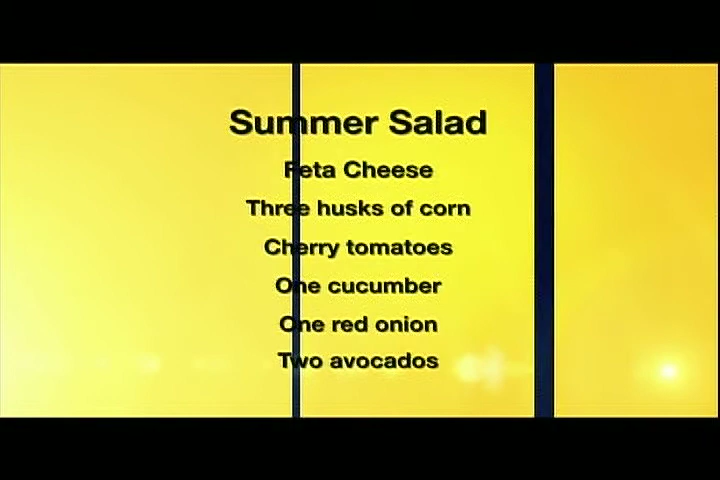 Summer Salad
Feta Cheese
Three husks of corn
Cherry tomatoes
One cucumber
One red onion
Two avocados